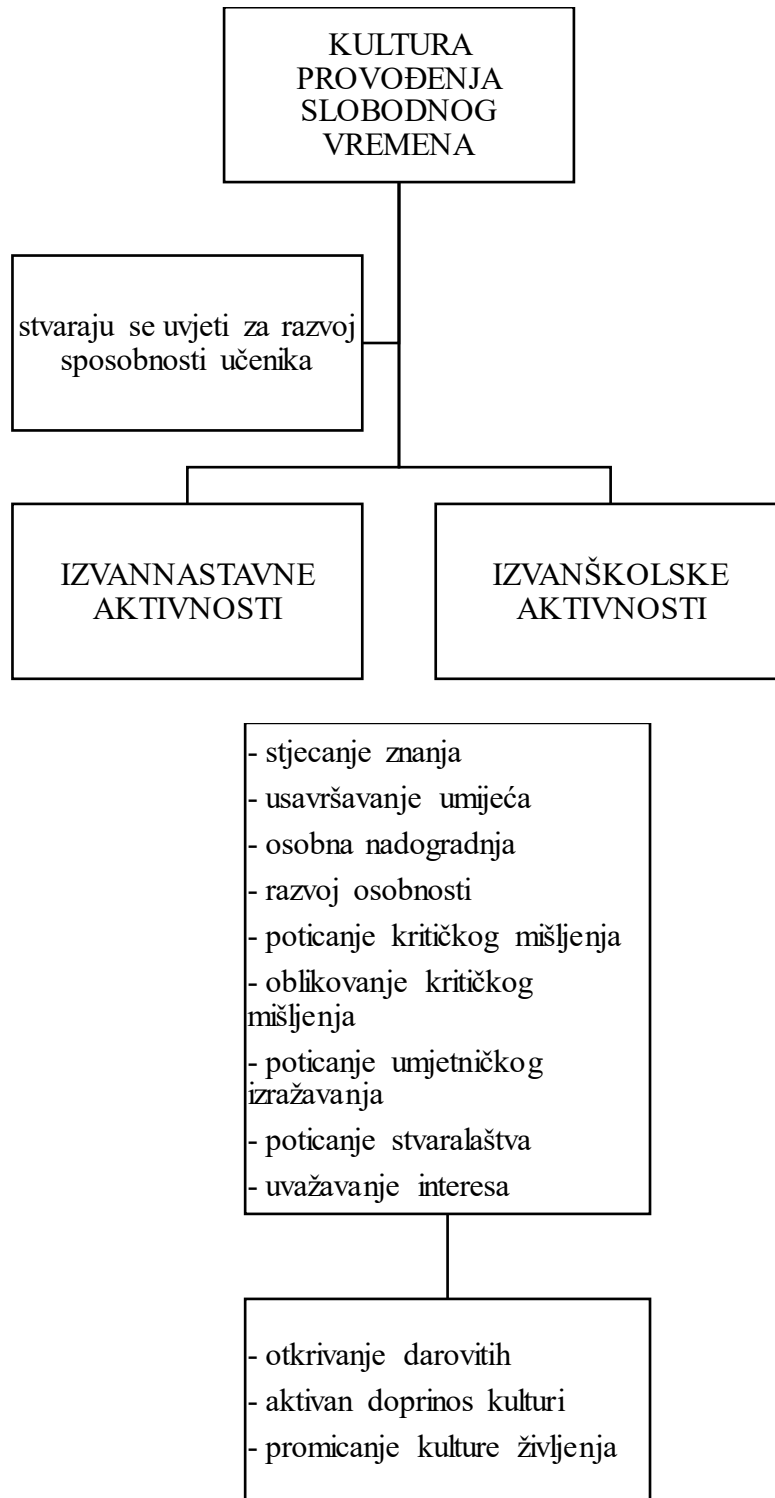 KULTURA
PROVOĐENJA
SLOBODNOG
VREMENA
stvaraju se uvjeti za razvoj
sposobnosti učenika
IZVANNASTAVNE
AKTIVNOSTI
IZVANŠKOLSKE
AKTIVNOSTI
- stjecanje znanja
- usavršavanje umijeća
- osobna nadogradnja
- razvoj osobnosti
- poticanje kritičkog mišljenja
- oblikovanje kritičkog
mišljenja
- poticanje umjetničkog
izražavanja
- poticanje stvaralaštva
- uvažavanje interesa
- otkrivanje darovitih
- aktivan doprinos kulturi
- promicanje kulture življenja